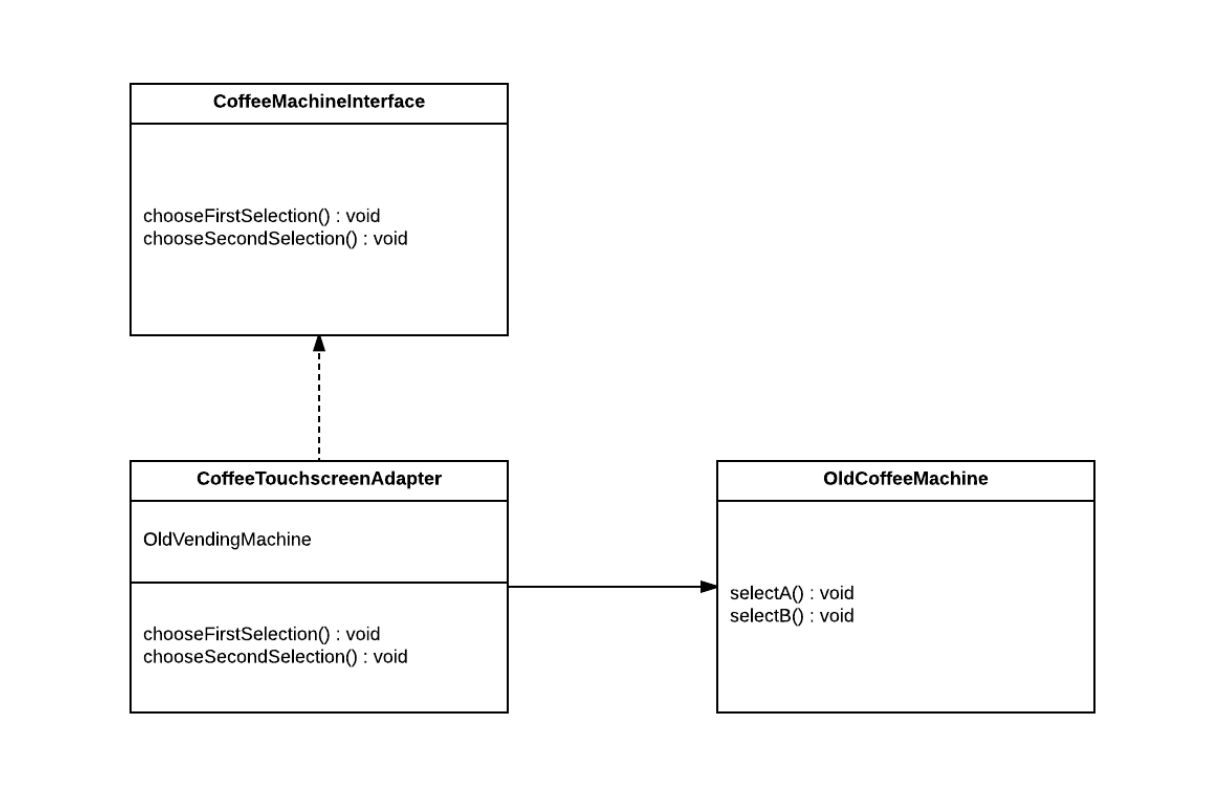 CoffeeMachineInterface
chooseFirstSelection() : void
chooseSecondSelection() : void
CoffeeTouchscreenAdapter
OldVendingMachine
chooseFirstSelection() : void
chooseSecondSelection() : void
OldCoffeeMachine
selectA() : void
selectB() : void